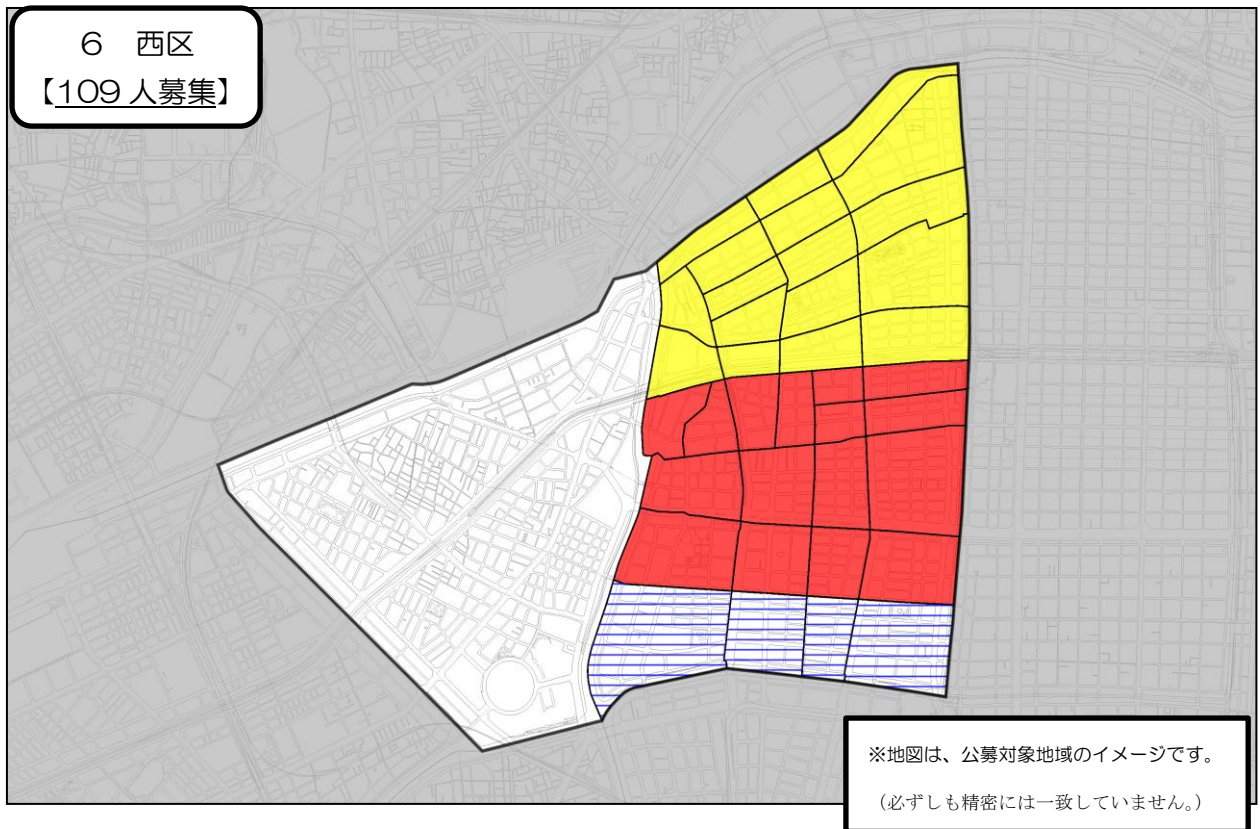 6　西区
【109 人募集】
※地図は、公募対象地域のイメージです。
（必ずしも精密には一致していません。）